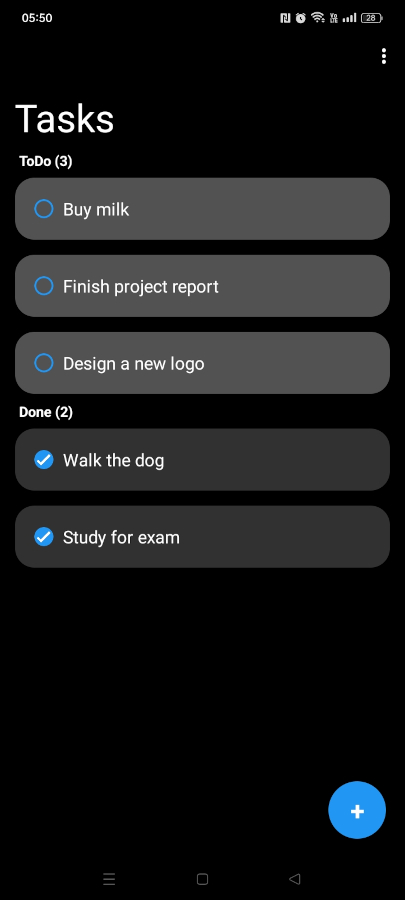 05:50
28
Tasks
ToDo (3)
Buy milk
Finish project report
Design a new logo
Done (2)
Walk the dog
Study for exam